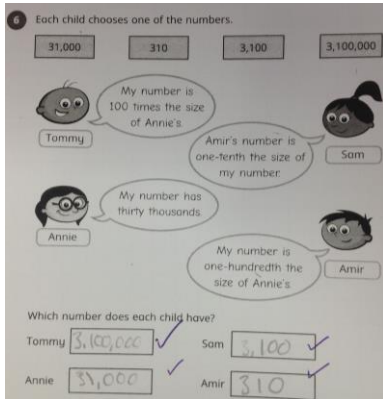 6 Each child chooses one of the numbers.
31,000 310 3,100 3,100,000
My number is
100 times the size
of Annie's.
Tommy
Amir's number is
one-tenth the size of
my number.
Sam
My number has
thirty thousands.
Annie
My number is
one-hundredth the
size of Annie's.
Amir
Which number does each child have?
Tommy 3,100,000 Sam 3,100
Annie 31,000 Amir 310